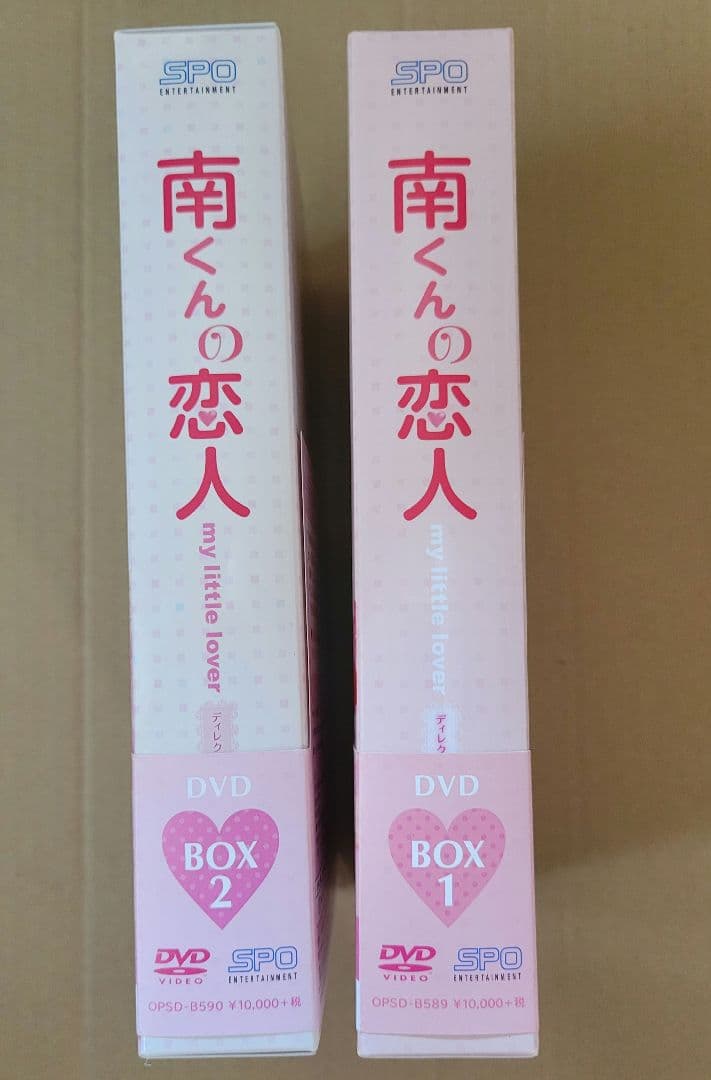 SPO
ENTERTAINMENT
南くんの恋人
my little lover
ディレク
DVD
BOX
2
DVD
VIDEO
SPO
ENTERTAINMENT
OPSD-B590 ¥10,000+税
SPO
ENTERTAINMENT
南くんの恋人
my little lover
ディレク
DVD
BOX
1
DVD
VIDEO
SPO
ENTERTAINMENT
OPSD-B589 ¥10,000+税